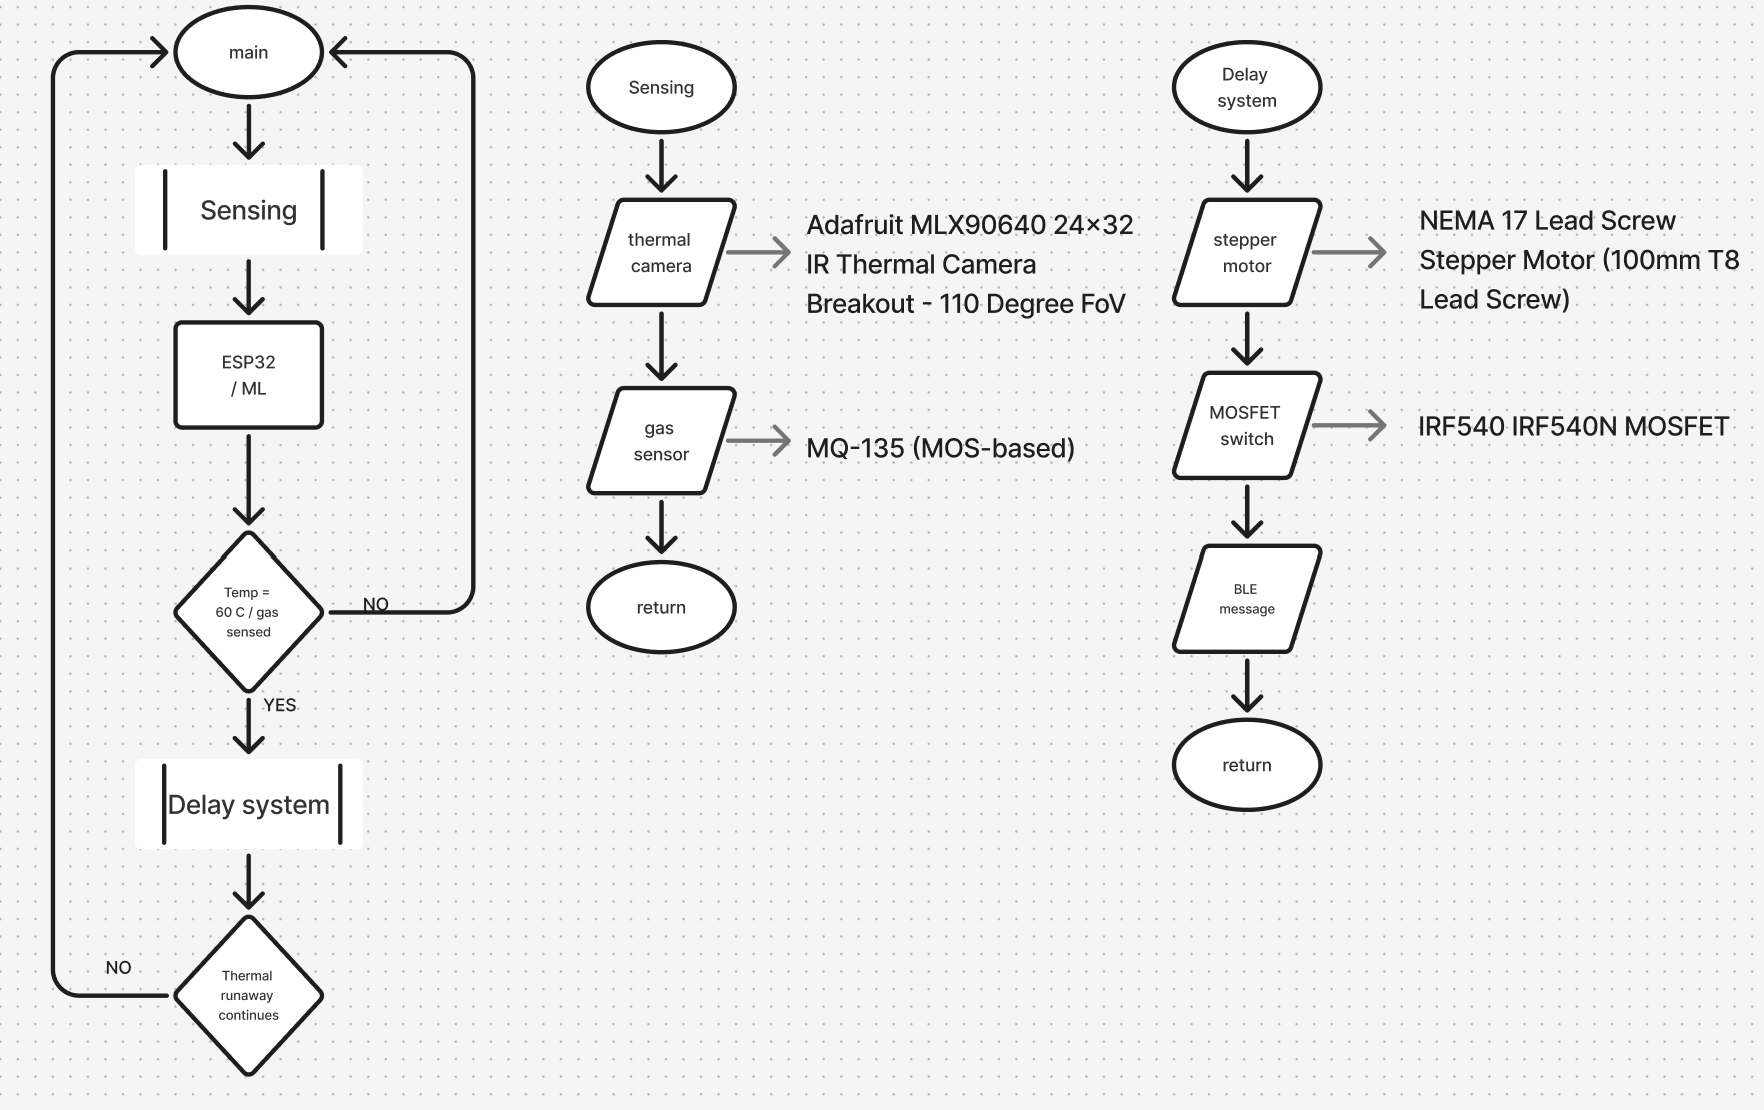 main
Sensing
ESP32
/ ML
Temp =
60 C / gas
sensed
NO
YES
Delay system
Thermal
runaway
continues
NO
Sensing
thermal
camera
Adafruit MLX90640 24×32
IR Thermal Camera
Breakout - 110 Degree FoV
gas
sensor
MQ-135 (MOS-based)
return
Delay
system
stepper
motor
NEMA 17 Lead Screw
Stepper Motor (100mm T8
Lead Screw)
MOSFET
switch
IRF540 IRF540N MOSFET
BLE
message
return